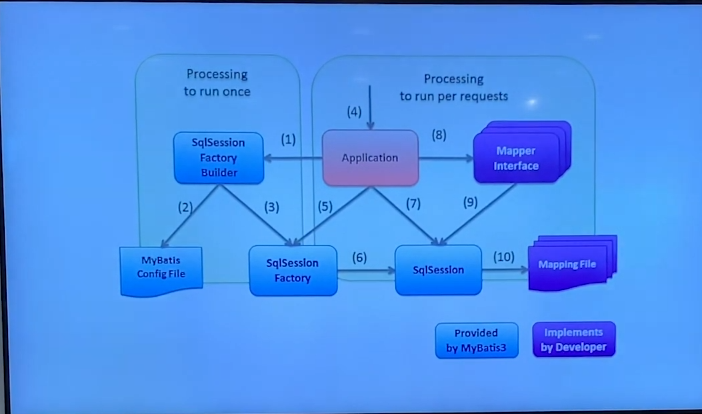 Processing
to run once
Processing
to run per requests
(4)
(1)
(8)
SqlSession
Factory
Builder
Application
Mapper
Interface
(2)
(3)
(5)
(7)
(9)
MyBatis
Config File
SqlSession
Factory
(6)
SqlSession
(10)
Mapping File
Provided
by MyBatis3
Implements
by Developer